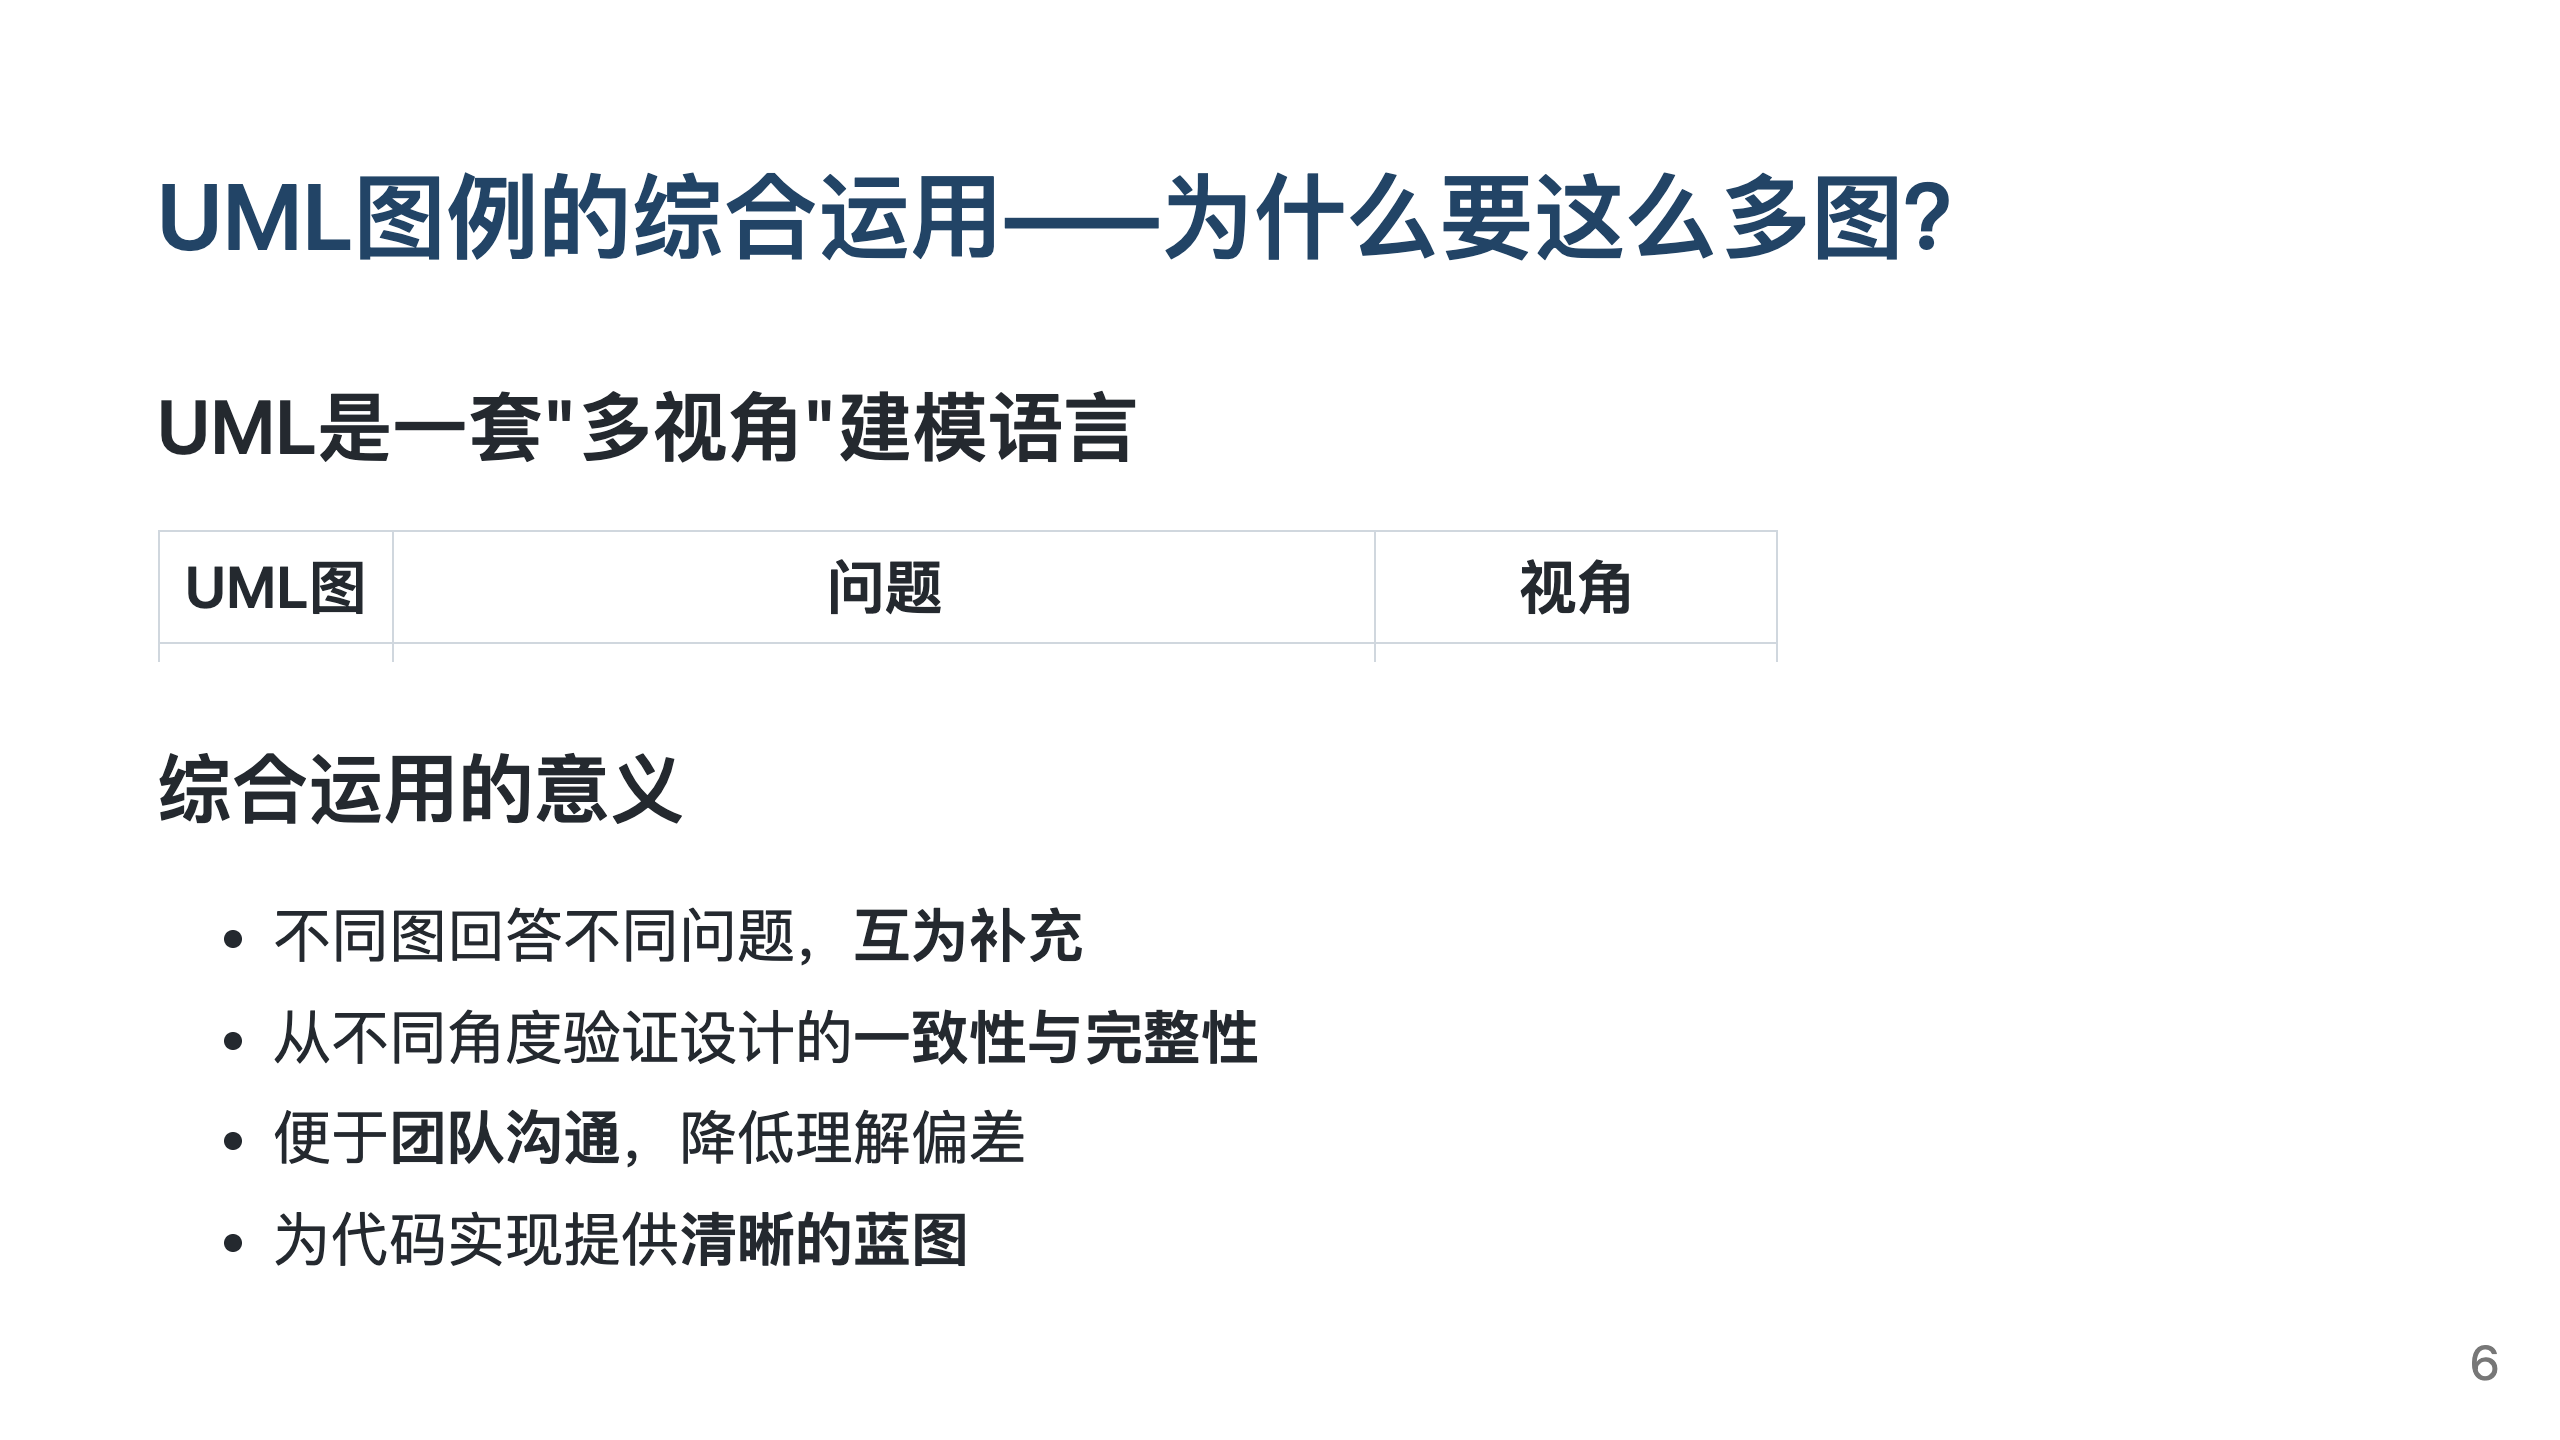 UML图例的综合运用——为什么要这么多图?
UML是一套"多视角"建模语言
UML图 问题 视角
综合运用的意义
不同图回答不同问题，互为补充
从不同角度验证设计的一致性与完整性
便于团队沟通，降低理解偏差
为代码实现提供清晰的蓝图
6